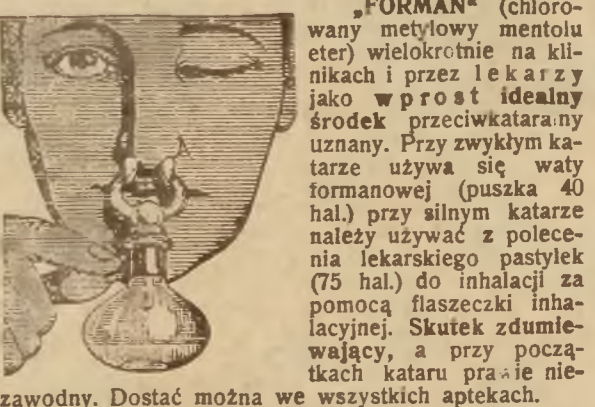 „FORMAN“ (chloro-
wany metylowy mentolu
eter) wielokrotnie na kli-
nikach i przez lekarzy
jako wprost idealny
środek przeciwkataralny
uznany. Przy zwykłym ka-
tarze używa się waty
formanowej (puszka 40
hal.) przy silnym katarze
należy używać z polece-
nia lekarskiego pastylek
(75 hal.) do inhalacji za
pomocą flaszeczki inha-
lacyjnej. Skutek zdumie-
wający, a przy począ-
tkach kataru prawie nie-
zawodny. Dostać można we wszystkich aptekach.